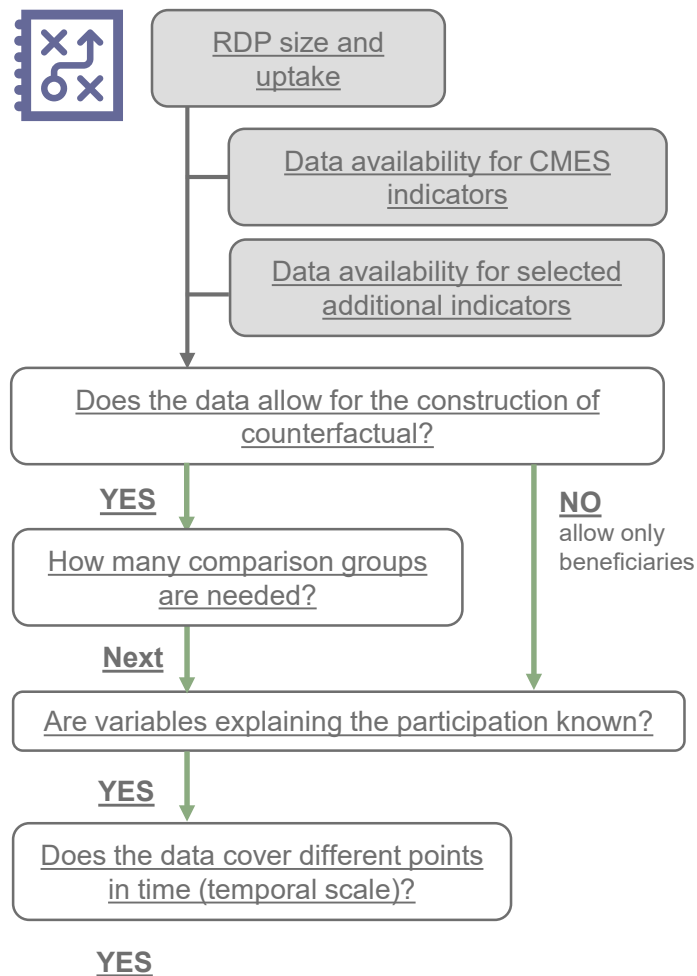 RDP size and
uptake
Data availability for CMES
indicators
Data availability for selected
additional indicators
Does the data allow for the construction of
counterfactual?
YES
NO
allow only
beneficiaries
How many comparison groups
are needed?
Next
Are variables explaining the participation known?
YES
Does the data cover different points
in time (temporal scale)?
YES